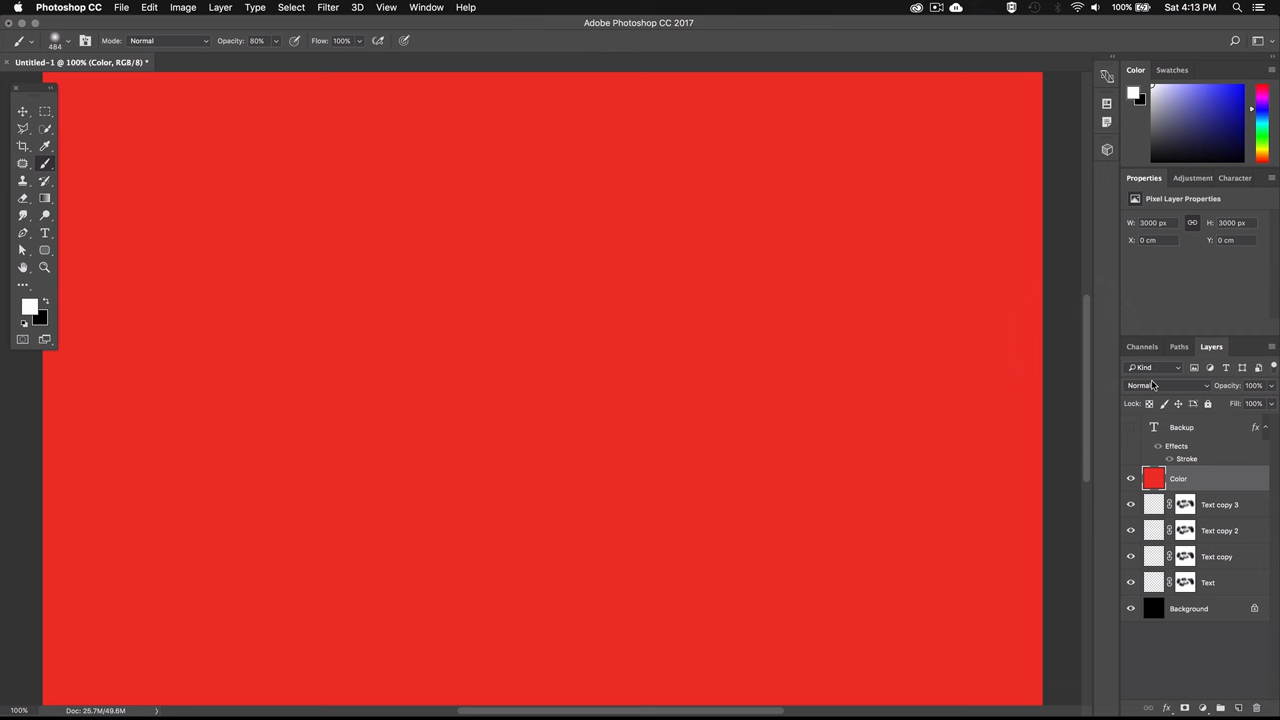 Photoshop CC File Edit Image Layer Type Select Filter 3D View Window Help 100% Sat 4:13 PM
Adobe Photoshop CC 2017
484 Mode: Normal Opacity: 80% Flow: 100%
Untitled-1 @ 100% (Color, RGB/8) *
Color Swatches
Properties Adjustment Character
Pixel Layer Properties
W: 3000 px H: 3000 px
X: 0 cm Y: 0 cm
Channels Paths Layers
Kind
Normal Opacity: 100%
Lock: Fill: 100%
T Backup fx
Effects
Stroke
Color
Text copy 3
Text copy 2
Text copy
Text
Background
100% Doc: 25.7M/49.6M